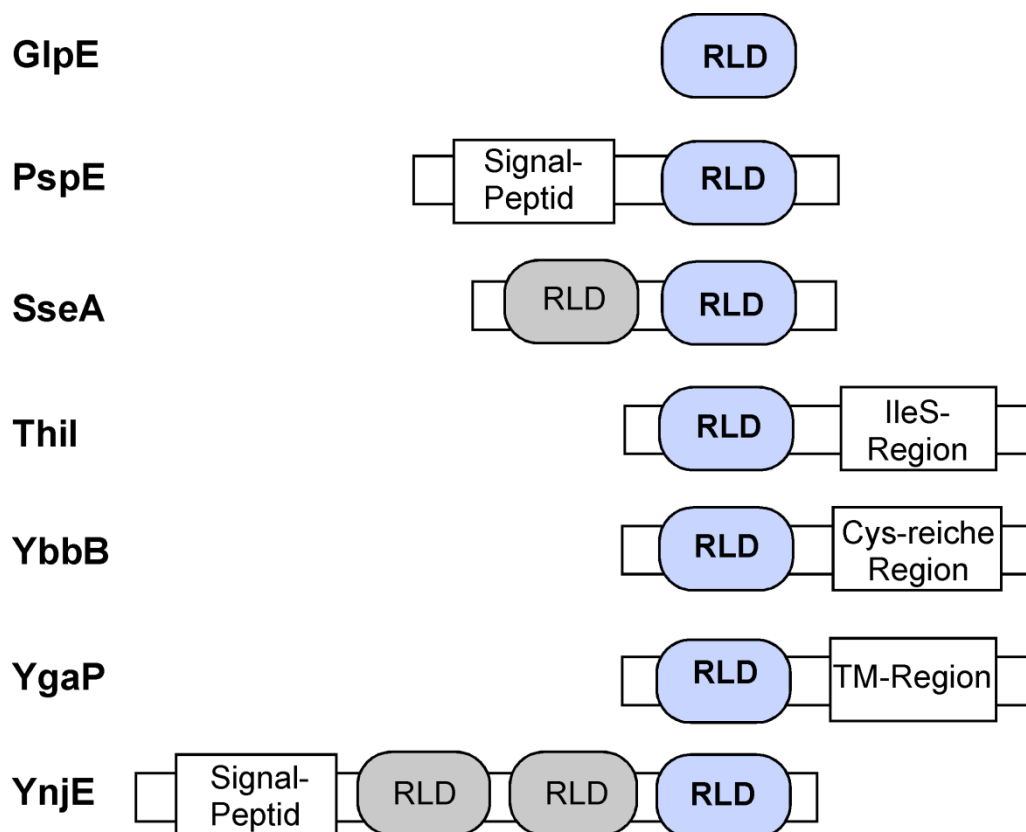 GlpE
RLD
PspE
Signal-
Peptid
RLD
SseA
RLD
RLD
ThiI
RLD
IleS-
Region
YbbB
RLD
Cys-reiche
Region
YgaP
RLD
TM-Region
YnjE
Signal-
Peptid
RLD
RLD
RLD